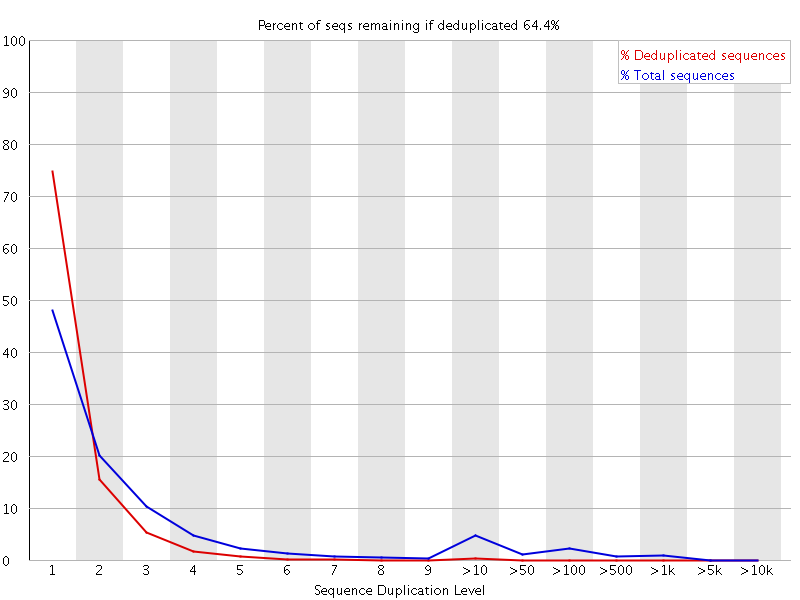 Percent of seqs remaining if deduplicated 64.4%
% Deduplicated sequences
% Total sequences
100
90
80
70
60
50
40
30
20
10
0
1 2 3 4 5 6 7 8 9 >10 >50 >100 >500 >1k >5k >10k
Sequence Duplication Level